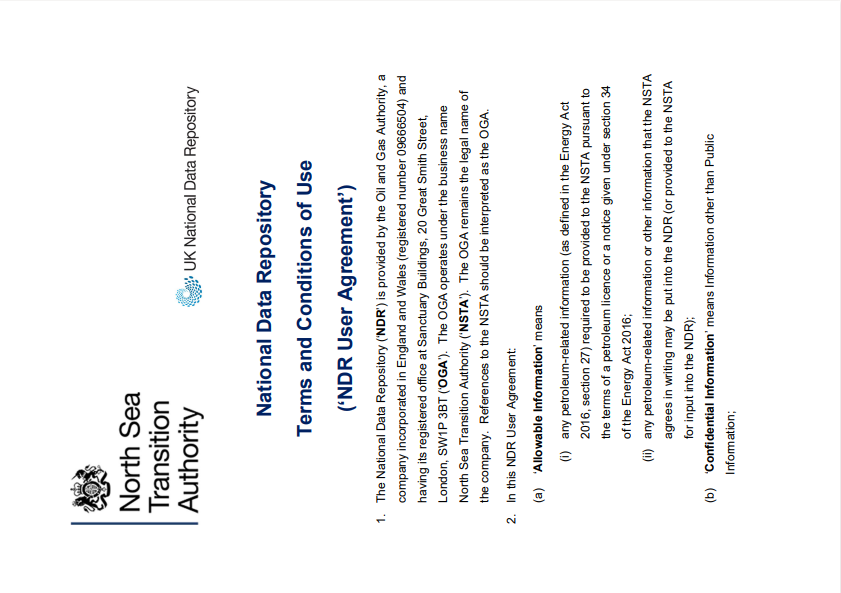 North Sea
Transition
Authority
UK National Data Repository
National Data Repository
Terms and Conditions of Use
(‘NDR User Agreement’)
1. The National Data Repository (‘NDR’) is provided by the Oil and Gas Authority, a
company incorporated in England and Wales (registered number 09666504) and
having its registered office at Sanctuary Buildings, 20 Great Smith Street,
London, SW1P 3BT (‘OGA’). The OGA operates under the business name
North Sea Transition Authority (‘NSTA’). The OGA remains the legal name of
the company. References to the NSTA should be interpreted as the OGA.
2. In this NDR User Agreement:
(a) ‘Allowable Information’ means
(i) any petroleum-related information (as defined in the Energy Act
2016, section 27) required to be provided to the NSTA pursuant to
the terms of a petroleum licence or a notice given under section 34
of the Energy Act 2016;
(ii) any petroleum-related information or other information that the NSTA
agrees in writing may be put into the NDR (or provided to the NSTA
for input into the NDR);
(b) ‘Confidential Information’ means Information other than Public
Information;